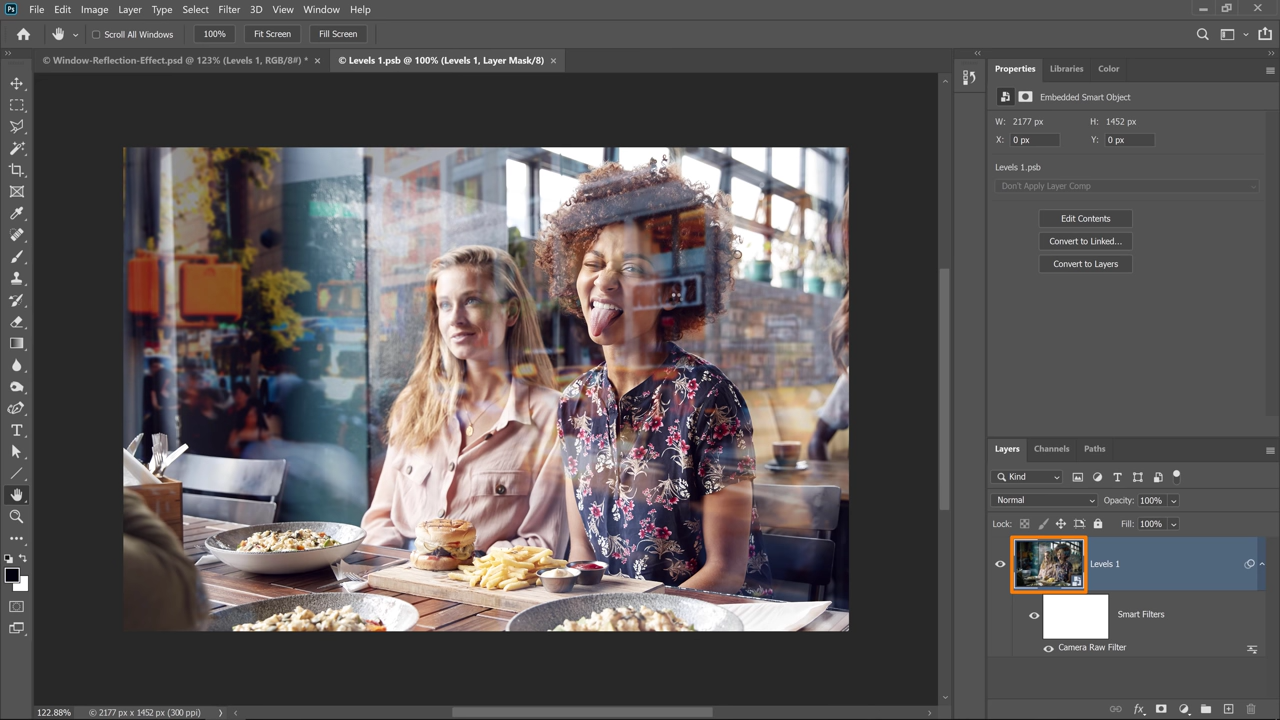 Ps File Edit Image Layer Type Select Filter 3D View Window Help
Scroll All Windows 100% Fit Screen Fill Screen
© Window-Reflection-Effect.psd @ 123% (Levels 1, RGB/8#) * × © Levels 1.psb @ 100% (Levels 1, Layer Mask/8) ×
Properties Libraries Color
Embedded Smart Object
W: 2177 px H: 1452 px
X: 0 px Y: 0 px
Levels 1.psb
Don't Apply Layer Comp
Edit Contents
Convert to Linked...
Convert to Layers
Layers Channels Paths
Kind
Normal Opacity: 100%
Lock: Fill: 100%
Levels 1
Smart Filters
Camera Raw Filter
122.88% © 2177 px x 1452 px (300 ppi)